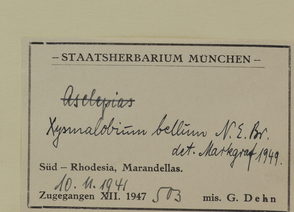 – STAATSHERBARIUM MÜNCHEN –
Asclepias
Xysmalobium bellum N. E. Br.
det. Markgraf 1949.
Süd – Rhodesia, Marandellas.
10. 11. 1941
Zugegangen XII. 1947 503 mis. G. Dehn